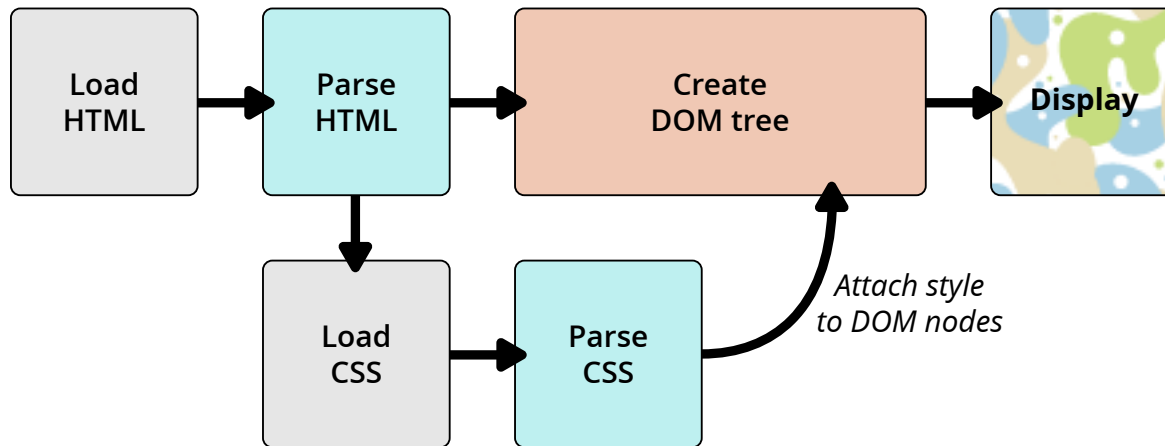 Load
HTML
Parse
HTML
Create
DOM tree
Display
Load
CSS
Parse
CSS
Attach style
to DOM nodes